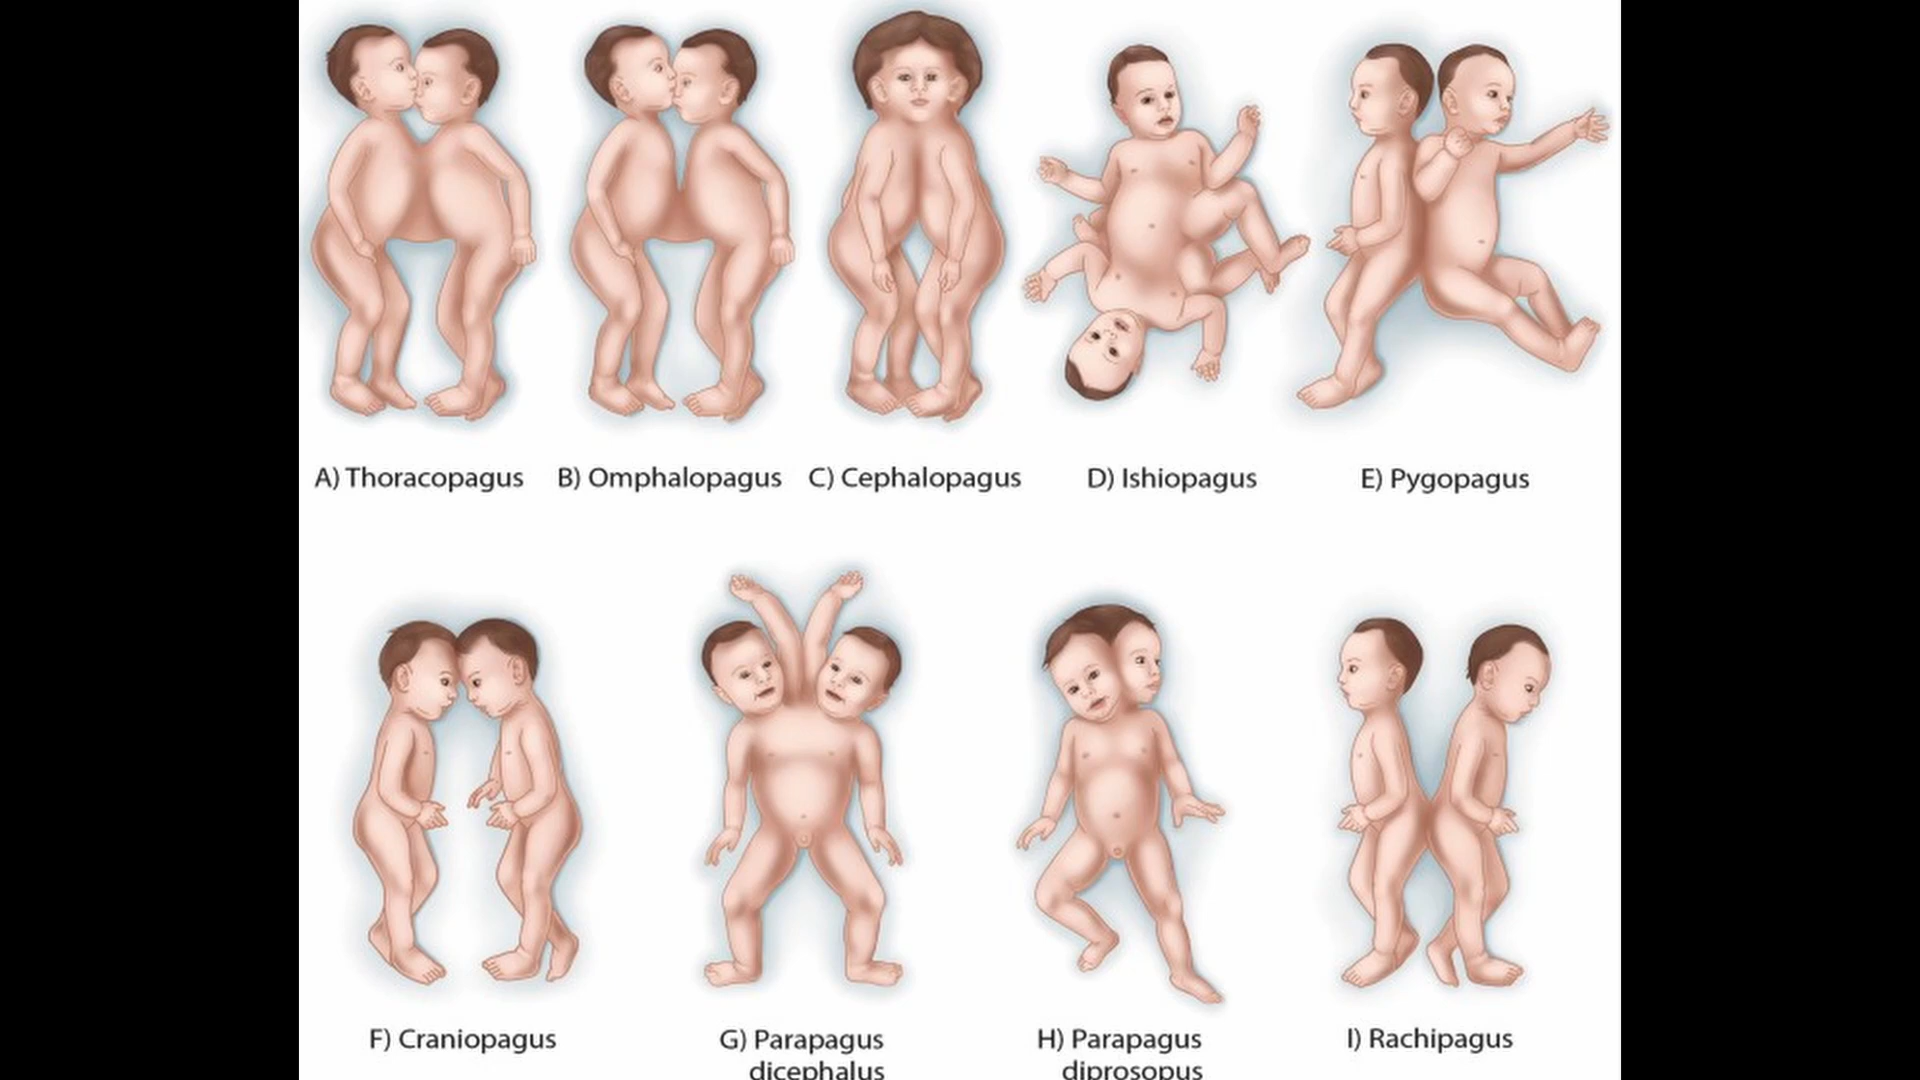 A) Thoracopagus
B) Omphalopagus
C) Cephalopagus
D) Ishiopagus
E) Pygopagus
F) Craniopagus
G) Parapagus
dicephalus
H) Parapagus
diprosopus
I) Rachipagus